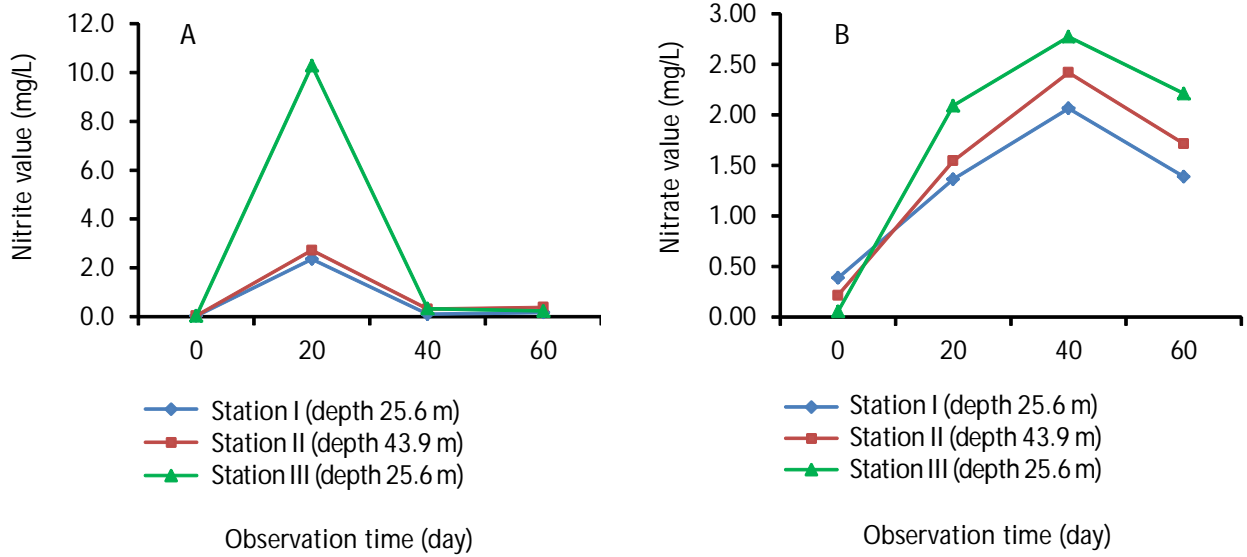 A
Nitrite value (mg/L)
12.0
10.0
8.0
6.0
4.0
2.0
0.0
0 20 40 60
Station I (depth 25.6 m)
Station II (depth 43.9 m)
Station III (depth 25.6 m)
Observation time (day)
B
Nitrate value (mg/L)
3.00
2.50
2.00
1.50
1.00
0.50
0.00
0 20 40 60
Station I (depth 25.6 m)
Station II (depth 43.9 m)
Station III (depth 25.6 m)
Observation time (day)